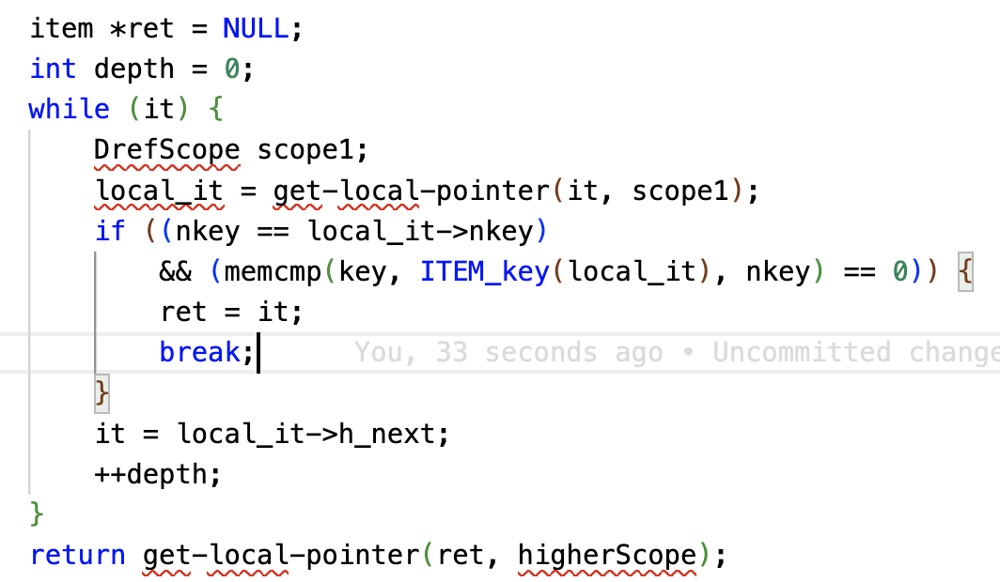 item *ret = NULL;
int depth = 0;
while (it) {
DrefScope scope1;
local_it = get-local-pointer(it, scope1);
if ((nkey == local_it->nkey)
&& (memcmp(key, ITEM_key(local_it), nkey) == 0)) {
ret = it;
break; You, 33 seconds ago • Uncommitted change
}
it = local_it->h_next;
++depth;
}
return get-local-pointer(ret, higherScope);